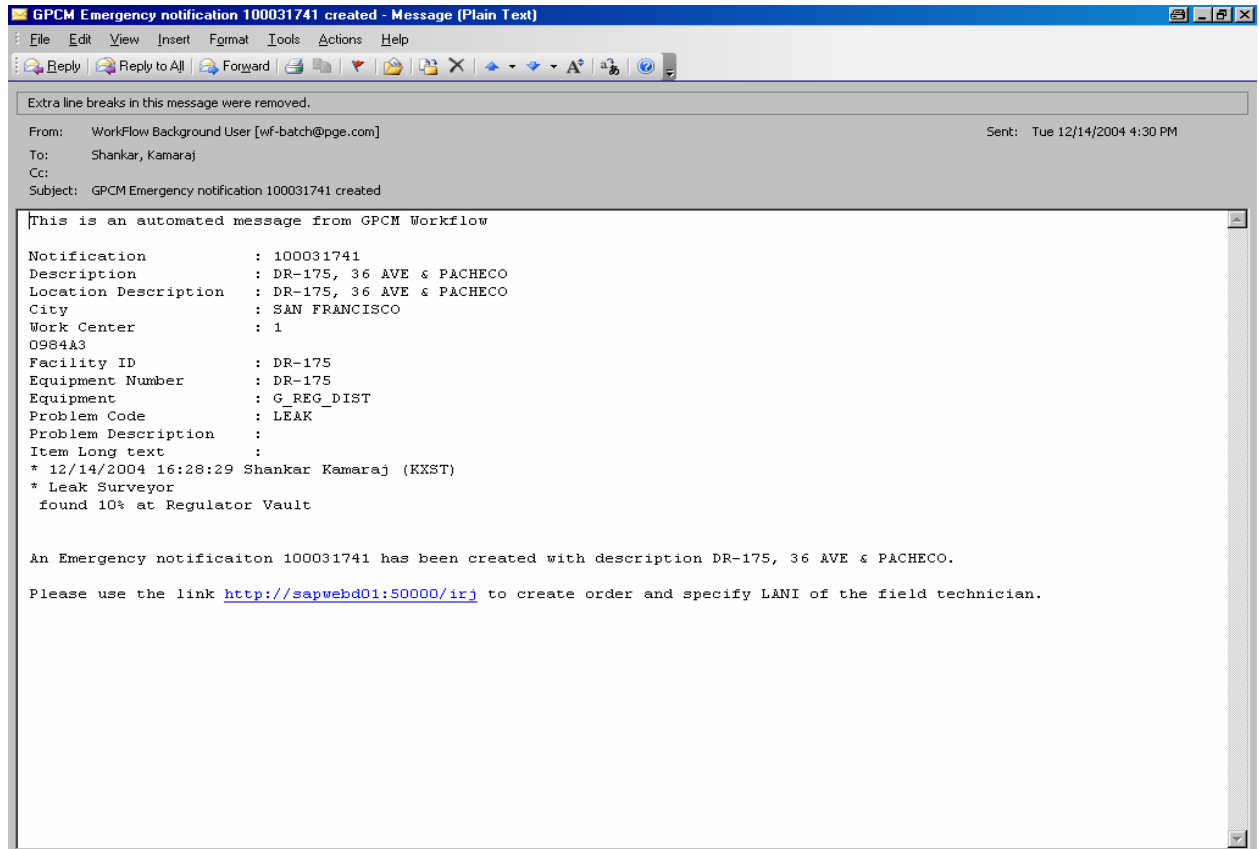 GPCM Emergency notification 100031741 created - Message (Plain Text)
File Edit View Insert Format Tools Actions Help
Reply Reply to All Forward
Extra line breaks in this message were removed.
From: WorkFlow Background User [wf-batch@pge.com] Sent: Tue 12/14/2004 4:30 PM
To: Shankar, Kamaraj
Cc:
Subject: GPCM Emergency notification 100031741 created
This is an automated message from GPCM Workflow
Notification : 100031741
Description : DR-175, 36 AVE & PACHECO
Location Description : DR-175, 36 AVE & PACHECO
City : SAN FRANCISCO
Work Center : 1
0984A3
Facility ID : DR-175
Equipment Number : DR-175
Equipment : G_REG_DIST
Problem Code : LEAK
Problem Description :
Item Long text :
* 12/14/2004 16:28:29 Shankar Kamaraj (KXST)
* Leak Surveyor
found 10% at Regulator Vault
An Emergency notificaiton 100031741 has been created with description DR-175, 36 AVE & PACHECO.
Please use the link http://sapwebd01:50000/irj to create order and specify LANI of the field technician.